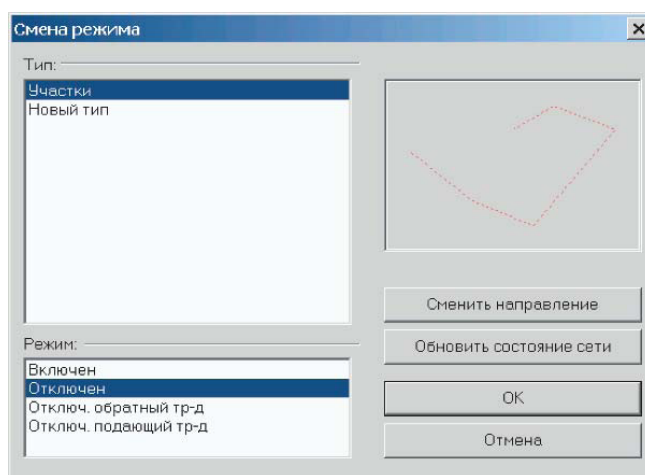 Смена режима
Тип:
Участки
Новый тип
Сменить направление
Обновить состояние сети
Режим:
Включен
Отключен
Отключ. обратный тр-д
Отключ. подающий тр-д
OK
Отмена